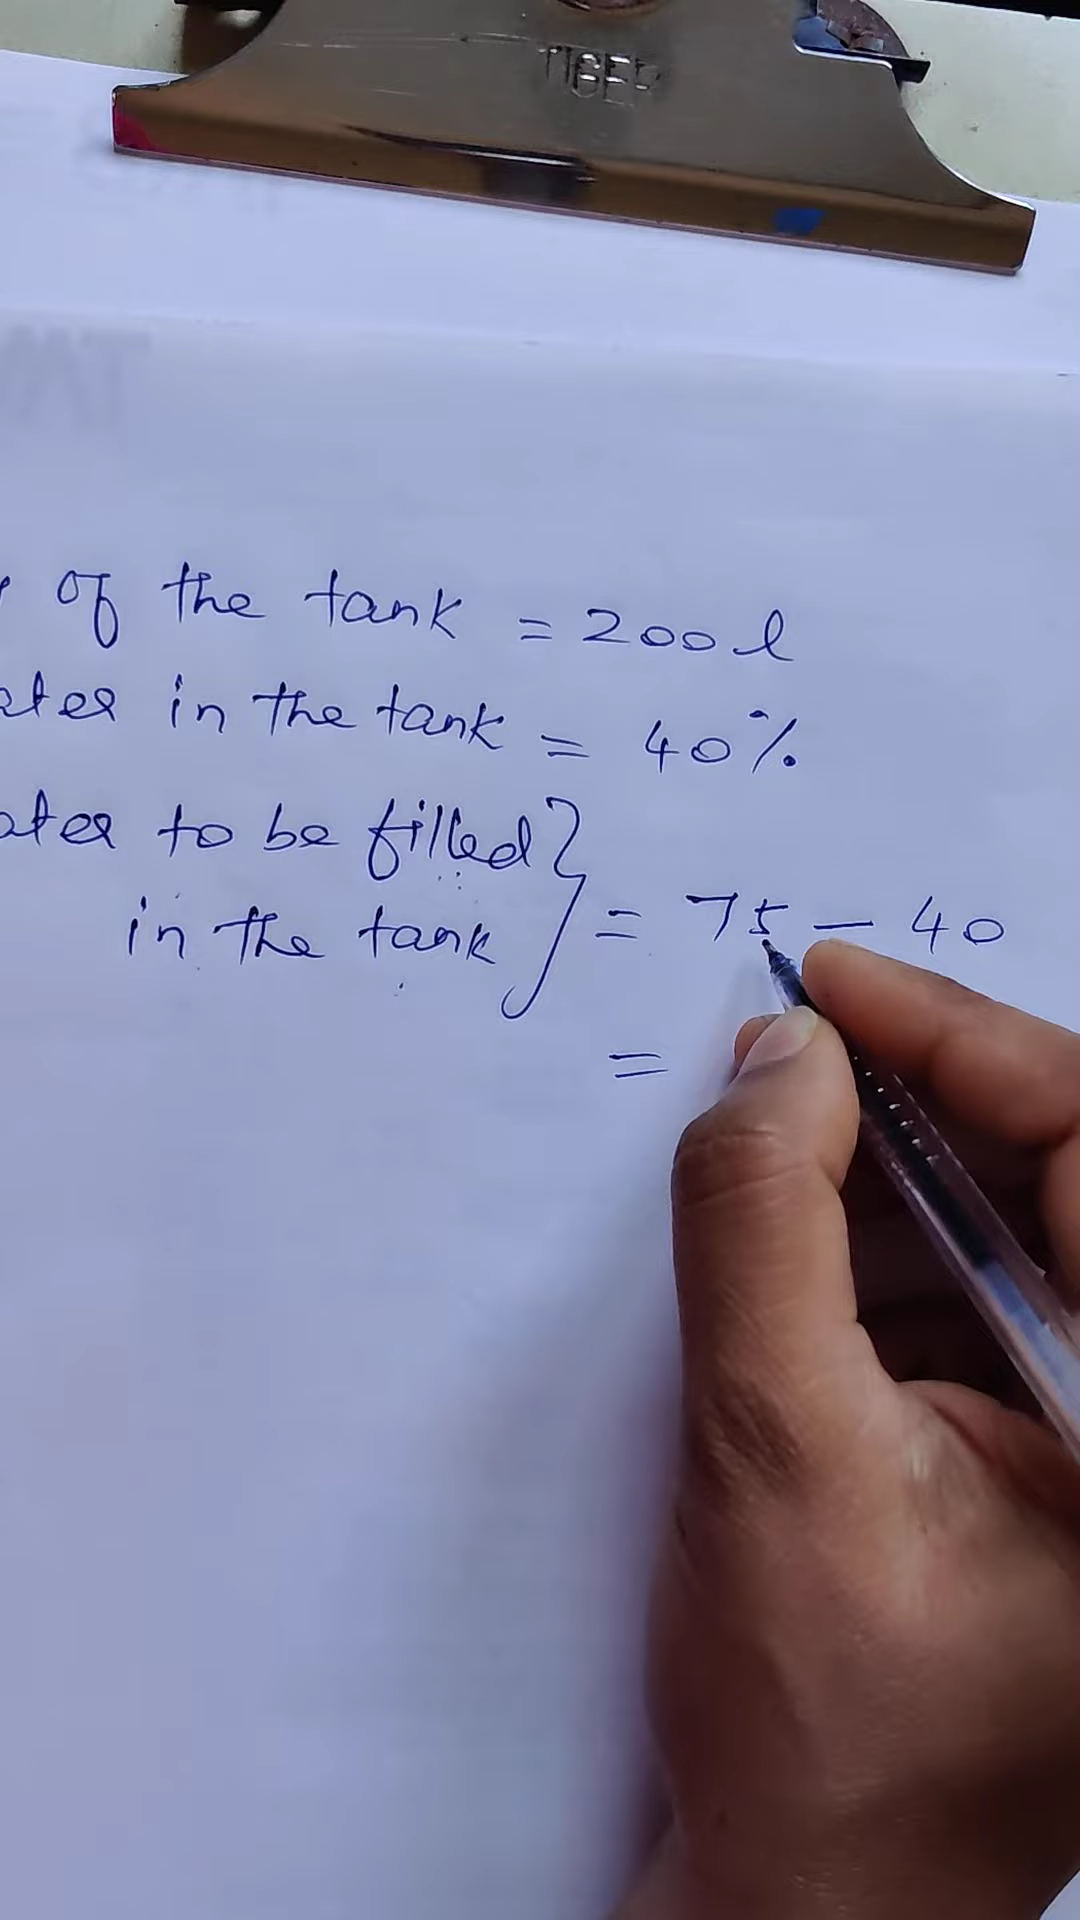 TIGER
of the tank = 200 l
in the tank = 40%
to be filled
in the tank } = 75 - 40
=